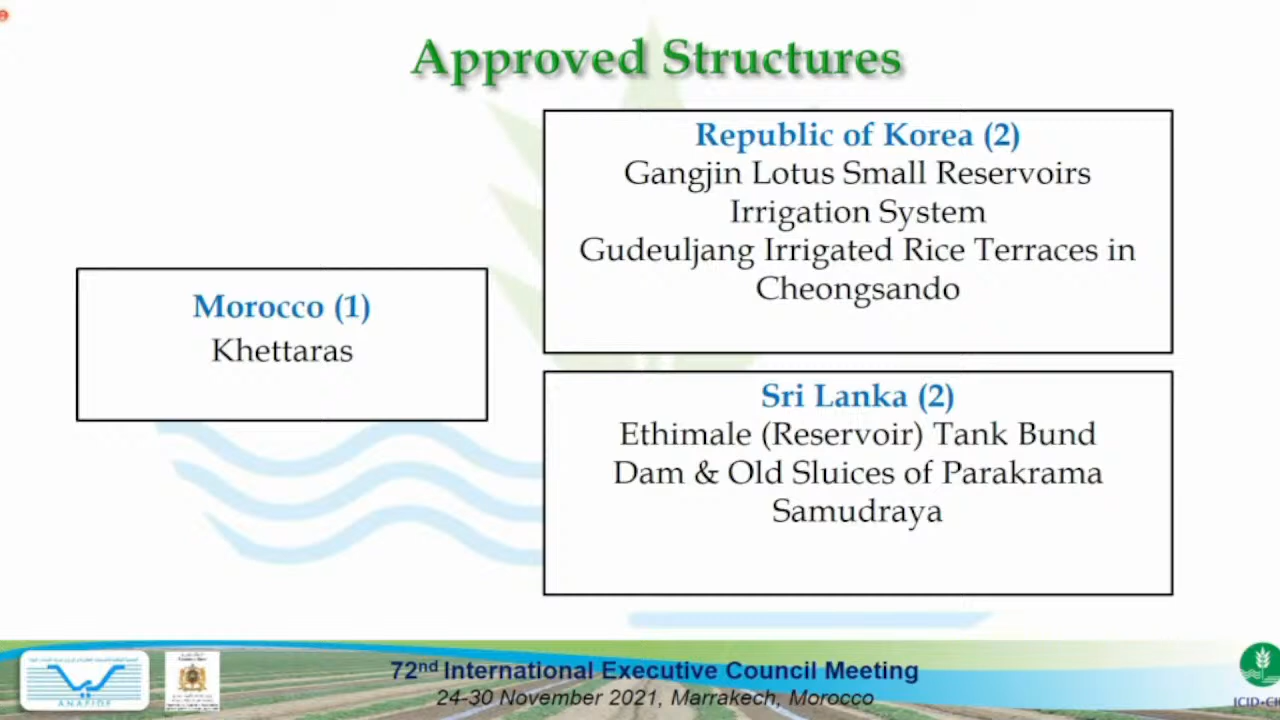 Approved Structures
Morocco (1)
Khettaras
Republic of Korea (2)
Gangjin Lotus Small Reservoirs
Irrigation System
Gudeuljang Irrigated Rice Terraces in
Cheongsando
Sri Lanka (2)
Ethimale (Reservoir) Tank Bund
Dam & Old Sluices of Parakrama
Samudraya
72nd International Executive Council Meeting
24-30 November 2021, Marrakech, Morocco
ANAFIDE